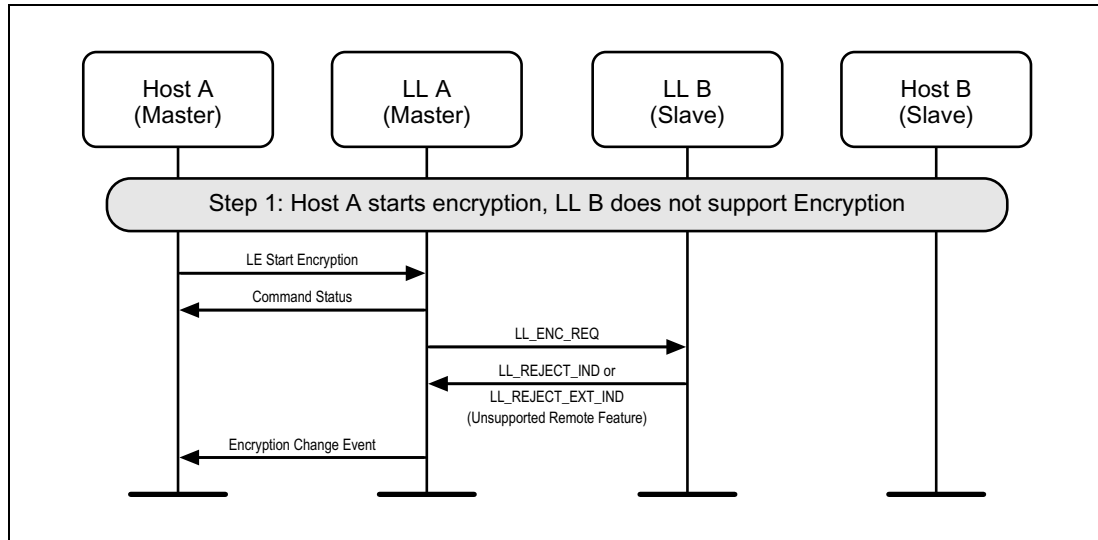 Host A
(Master)
LL A
(Master)
LL B
(Slave)
Host B
(Slave)
Step 1: Host A starts encryption, LL B does not support Encryption
LE Start Encryption
Command Status
LL_ENC_REQ
LL_REJECT_IND or
LL_REJECT_EXT_IND
(Unsupported Remote Feature)
Encryption Change Event